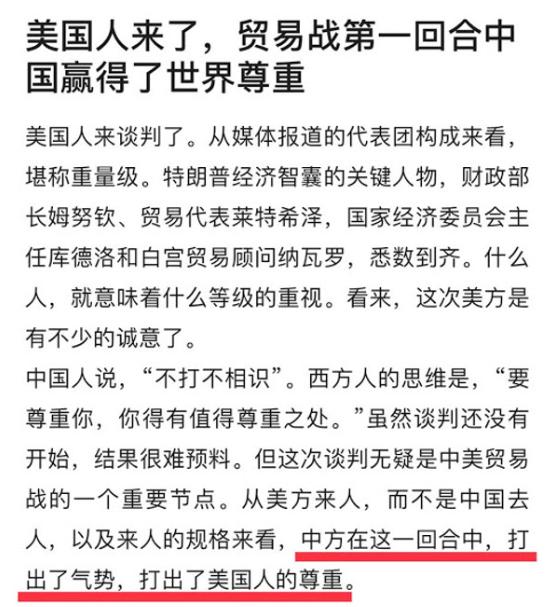 美国人来了，贸易战第一回合中
国赢得了世界尊重
美国人来谈判了。从媒体报道的代表团构成来看，
堪称重量级。特朗普经济智囊的关键人物，财政部
长姆努钦、贸易代表莱特希泽，国家经济委员会主
任库德洛和白宫贸易顾问纳瓦罗，悉数到齐。什么
人，就意味着什么等级的重视。看来，这次美方是
有不少的诚意了。
中国人说，“不打不相识”。西方人的思维是，“要
尊重你，你得有值得尊重之处。”虽然谈判还没有
开始，结果很难预料。但这次谈判无疑是中美贸易
战的一个重要节点。从美方来人，而不是中国去
人，以及来人的规格来看，中方在这一回合中，打
出了气势，打出了美国人的尊重。